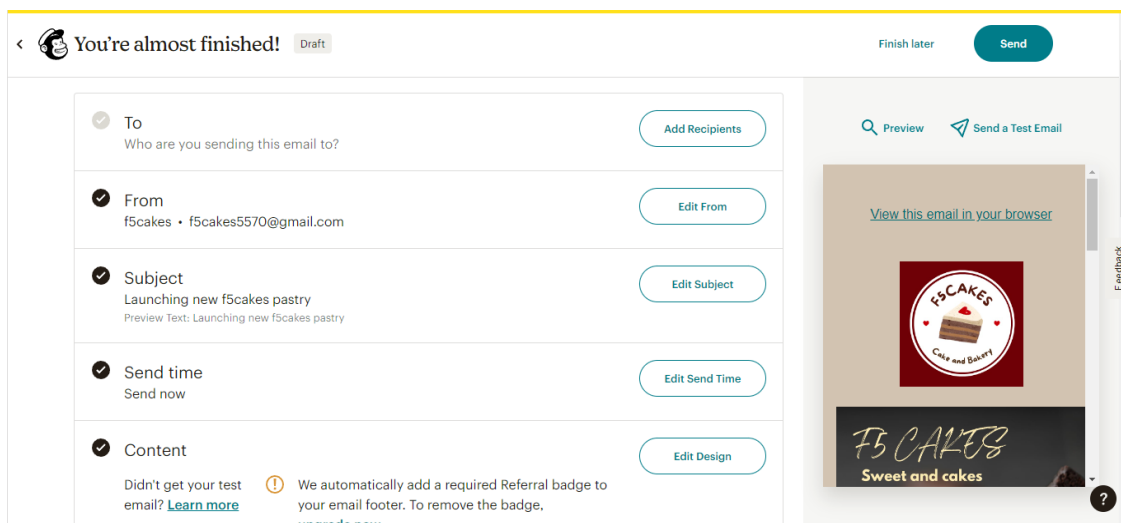 You're almost finished!
Draft
Finish later
Send
To
Who are you sending this email to?
Add Recipients
From
f5cakes • f5cakes5570@gmail.com
Edit From
Subject
Launching new f5cakes pastry
Preview Text: Launching new f5cakes pastry
Edit Subject
Send time
Send now
Edit Send Time
Content
Edit Design
Didn't get your test
email? Learn more
We automatically add a required Referral badge to
your email footer. To remove the badge,
upgrade now
Preview
Send a Test Email
View this email in your browser
F5CAKES
Cake and Bakery
F5 CAKES
Sweet and cakes
Feedback
?